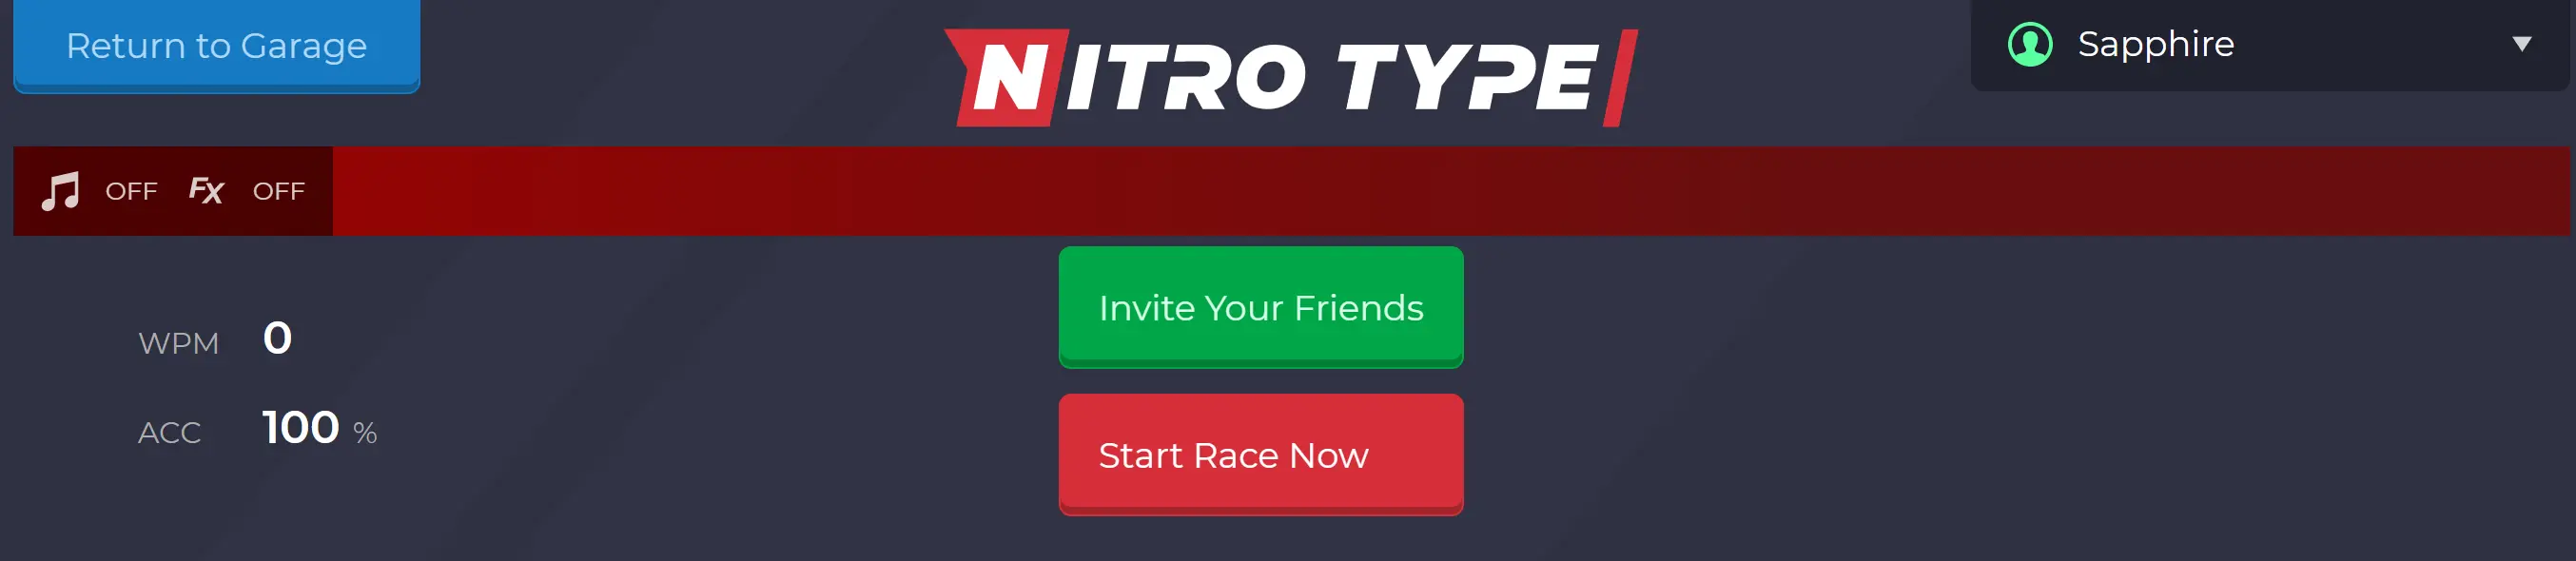 Return to Garage
NITRO TYPE
Sapphire
OFF FX OFF
Invite Your Friends
WPM 0
ACC 100 %
Start Race Now